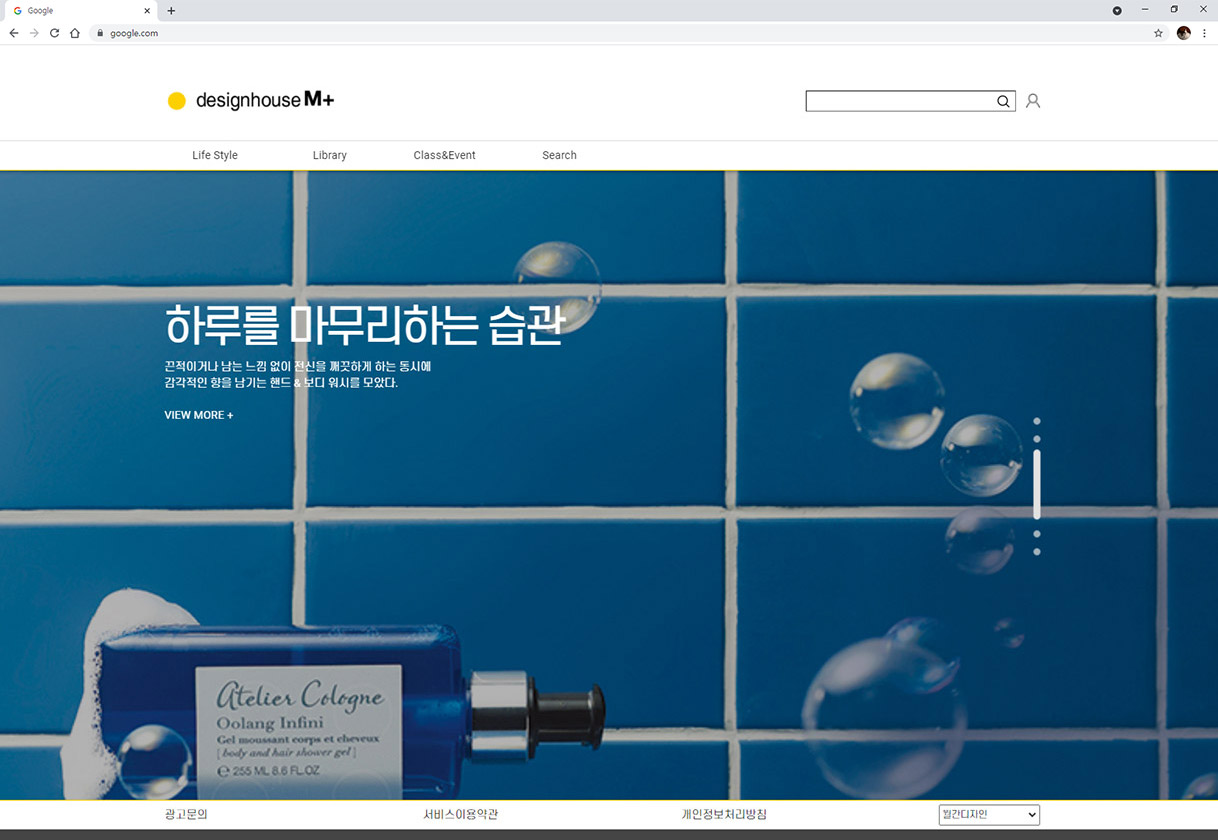 Google
google.com
designhouse M+
Life Style
Library
Class&Event
Search
하루를 마무리하는 습관
끈적이거나 남는 느낌 없이 전신을 깨끗하게 하는 동시에
감각적인 향을 남기는 핸드 & 보디 워시를 모았다.
VIEW MORE +
Atelier Cologne
Oolang Infini
Gel moussant corps et cheveux
[ body and hair shower gel ]
℮ 255 ML 8.6 FL.OZ
광고문의
서비스이용약관
개인정보처리방침
월간디자인